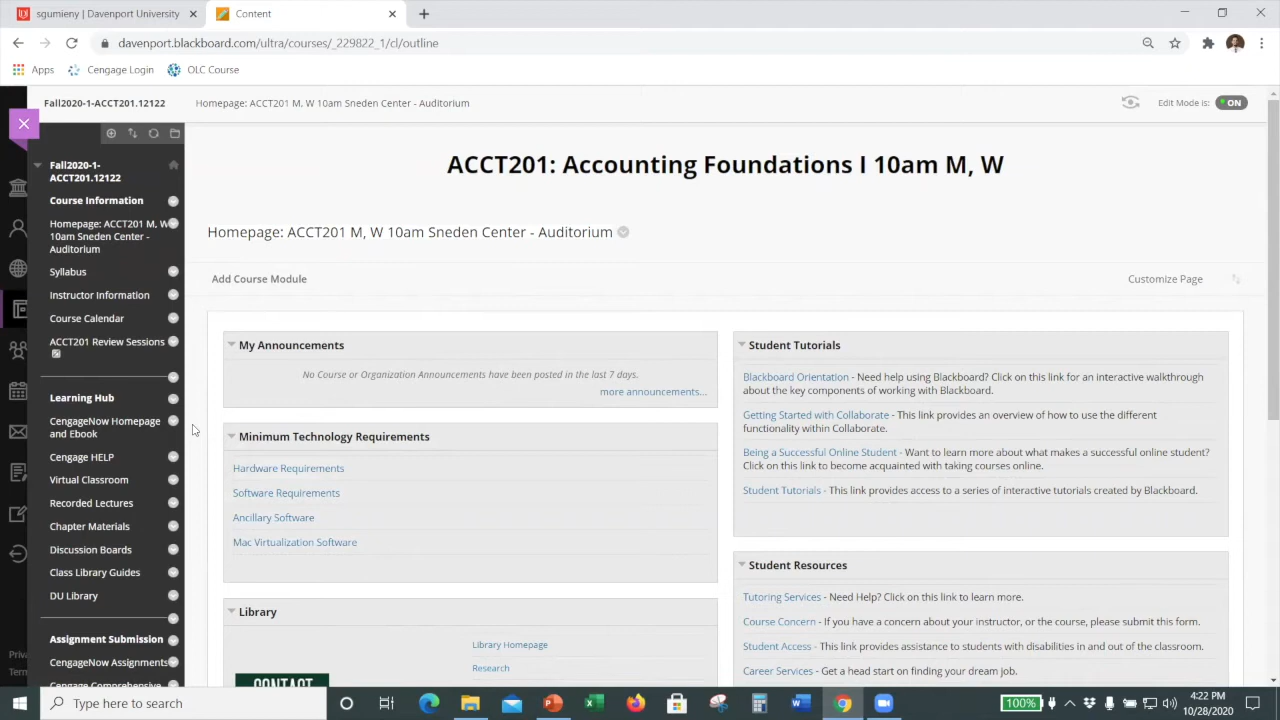 sgumieny | Davenport University
Content
davenport.blackboard.com/ultra/courses/_229822_1/cl/outline
Apps
Cengage Login
OLC Course
Fall2020-1-ACCT201.12122
Homepage: ACCT201 M, W 10am Sneden Center - Auditorium
Edit Mode is:
ON
Fall2020-1-
ACCT201.12122
Course Information
Homepage: ACCT201 M, W
10am Sneden Center -
Auditorium
Syllabus
Instructor Information
Course Calendar
ACCT201 Review Sessions
Learning Hub
CengageNow Homepage
and Ebook
Cengage HELP
Virtual Classroom
Recorded Lectures
Chapter Materials
Discussion Boards
Class Library Guides
DU Library
Assignment Submission
CengageNow Assignments
Cengage Comprehensive
Priva
Term
ACCT201: Accounting Foundations I 10am M, W
Homepage: ACCT201 M, W 10am Sneden Center - Auditorium
Add Course Module
Customize Page
My Announcements
No Course or Organization Announcements have been posted in the last 7 days.
more announcements...
Minimum Technology Requirements
Hardware Requirements
Software Requirements
Ancillary Software
Mac Virtualization Software
Library
CONTACT
Library Homepage
Research
Student Tutorials
Blackboard Orientation - Need help using Blackboard? Click on this link for an interactive walkthrough
about the key components of working with Blackboard.
Getting Started with Collaborate - This link provides an overview of how to use the different
functionality within Collaborate.
Being a Successful Online Student - Want to learn more about what makes a successful online student?
Click on this link to become acquainted with taking courses online.
Student Tutorials - This link provides access to a series of interactive tutorials created by Blackboard.
Student Resources
Tutoring Services - Need Help? Click on this link to learn more.
Course Concern - If you have a concern about your instructor, or the course, please submit this form.
Student Access - This link provides assistance to students with disabilities in and out of the classroom.
Career Services - Get a head start on finding your dream job.
Type here to search
100%
4:22 PM
10/28/2020